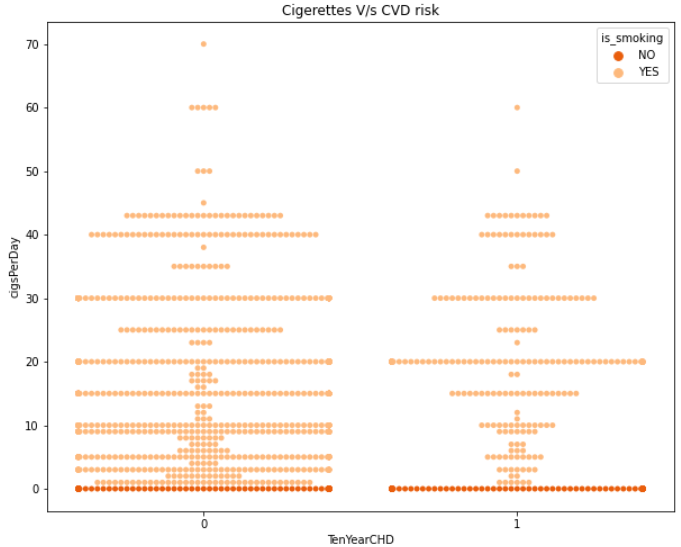 Cigerettes V/s CVD risk
is_smoking
NO
YES
cigsPerDay
70
60
50
40
30
20
10
0
0 1
TenYearCHD